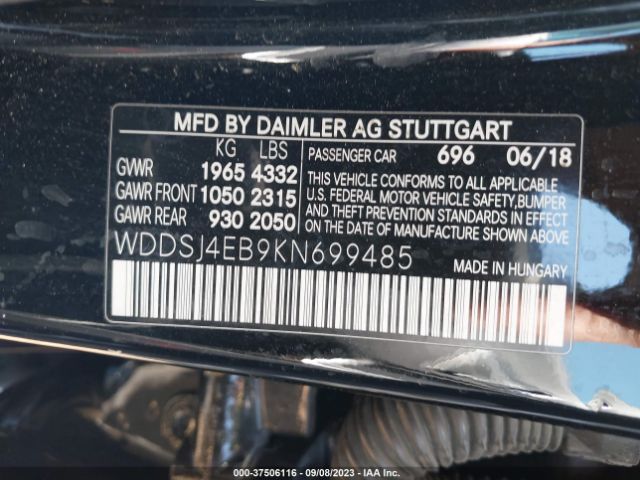 MFD BY DAIMLER AG STUTTGART
KG LBS
GVWR 1965 4332
GAWR FRONT 1050 2315
GAWR REAR 930 2050
PASSENGER CAR 696 06/18
THIS VEHICLE CONFORMS TO ALL APPLICABLE
U.S. FEDERAL MOTOR VEHICLE SAFETY, BUMPER
AND THEFT PREVENTION STANDARDS IN EFFECT
ON THE DATE OF MANUFACTURE SHOWN ABOVE.
WDDSJ4EB9KN699485
MADE IN HUNGARY
000-37506116 - 09/08/2023 - IAA Inc.